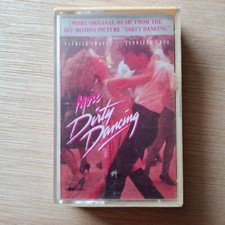 MORE ORIGINAL MUSIC FROM THE
HIT MOTION PICTURE "DIRTY DANCING"
PATRICK SWAYZE JENNIFER GREY
More
Dirty
Dancing